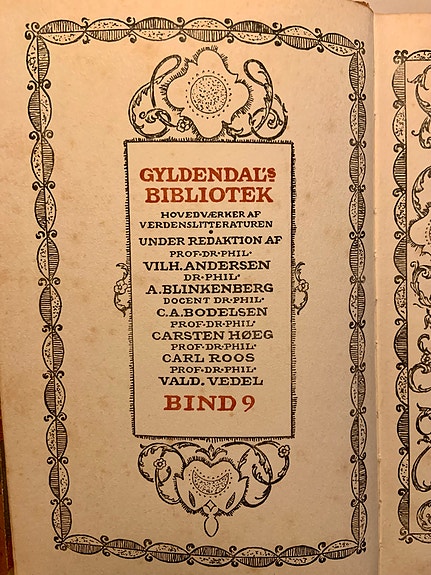 GYLDENDAL'S
BIBLIOTEK
HOVEDVÆRKER AF
VERDENSLITTERATUREN
•
UNDER REDAKTION AF
PROF·DR·PHIL·
VILH. ANDERSEN
DR·PHIL·
A. BLINKENBERG
DOCENT DR·PHIL·
C. A. BODELSEN
PROF·DR·PHIL·
CARSTEN HØEG
PROF·DR·PHIL·
CARL ROOS
PROF·DR·PHIL·
VALD. VEDEL
BIND 9